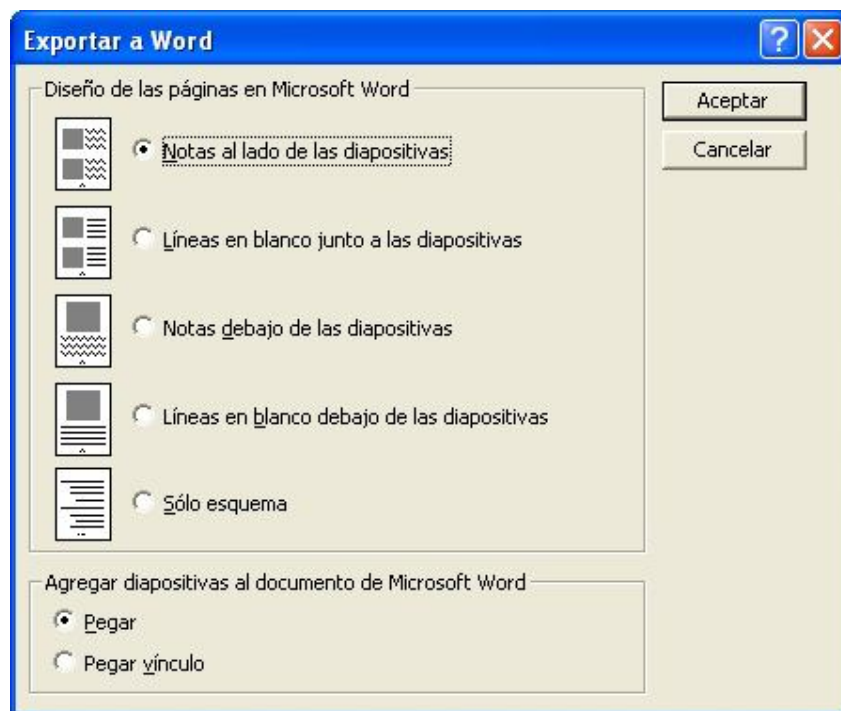 Exportar a Word
Diseño de las páginas en Microsoft Word
Notas al lado de las diapositivas
Líneas en blanco junto a las diapositivas
Notas debajo de las diapositivas
Líneas en blanco debajo de las diapositivas
Sólo esquema
Agregar diapositivas al documento de Microsoft Word
Pegar
Pegar vínculo
Aceptar
Cancelar